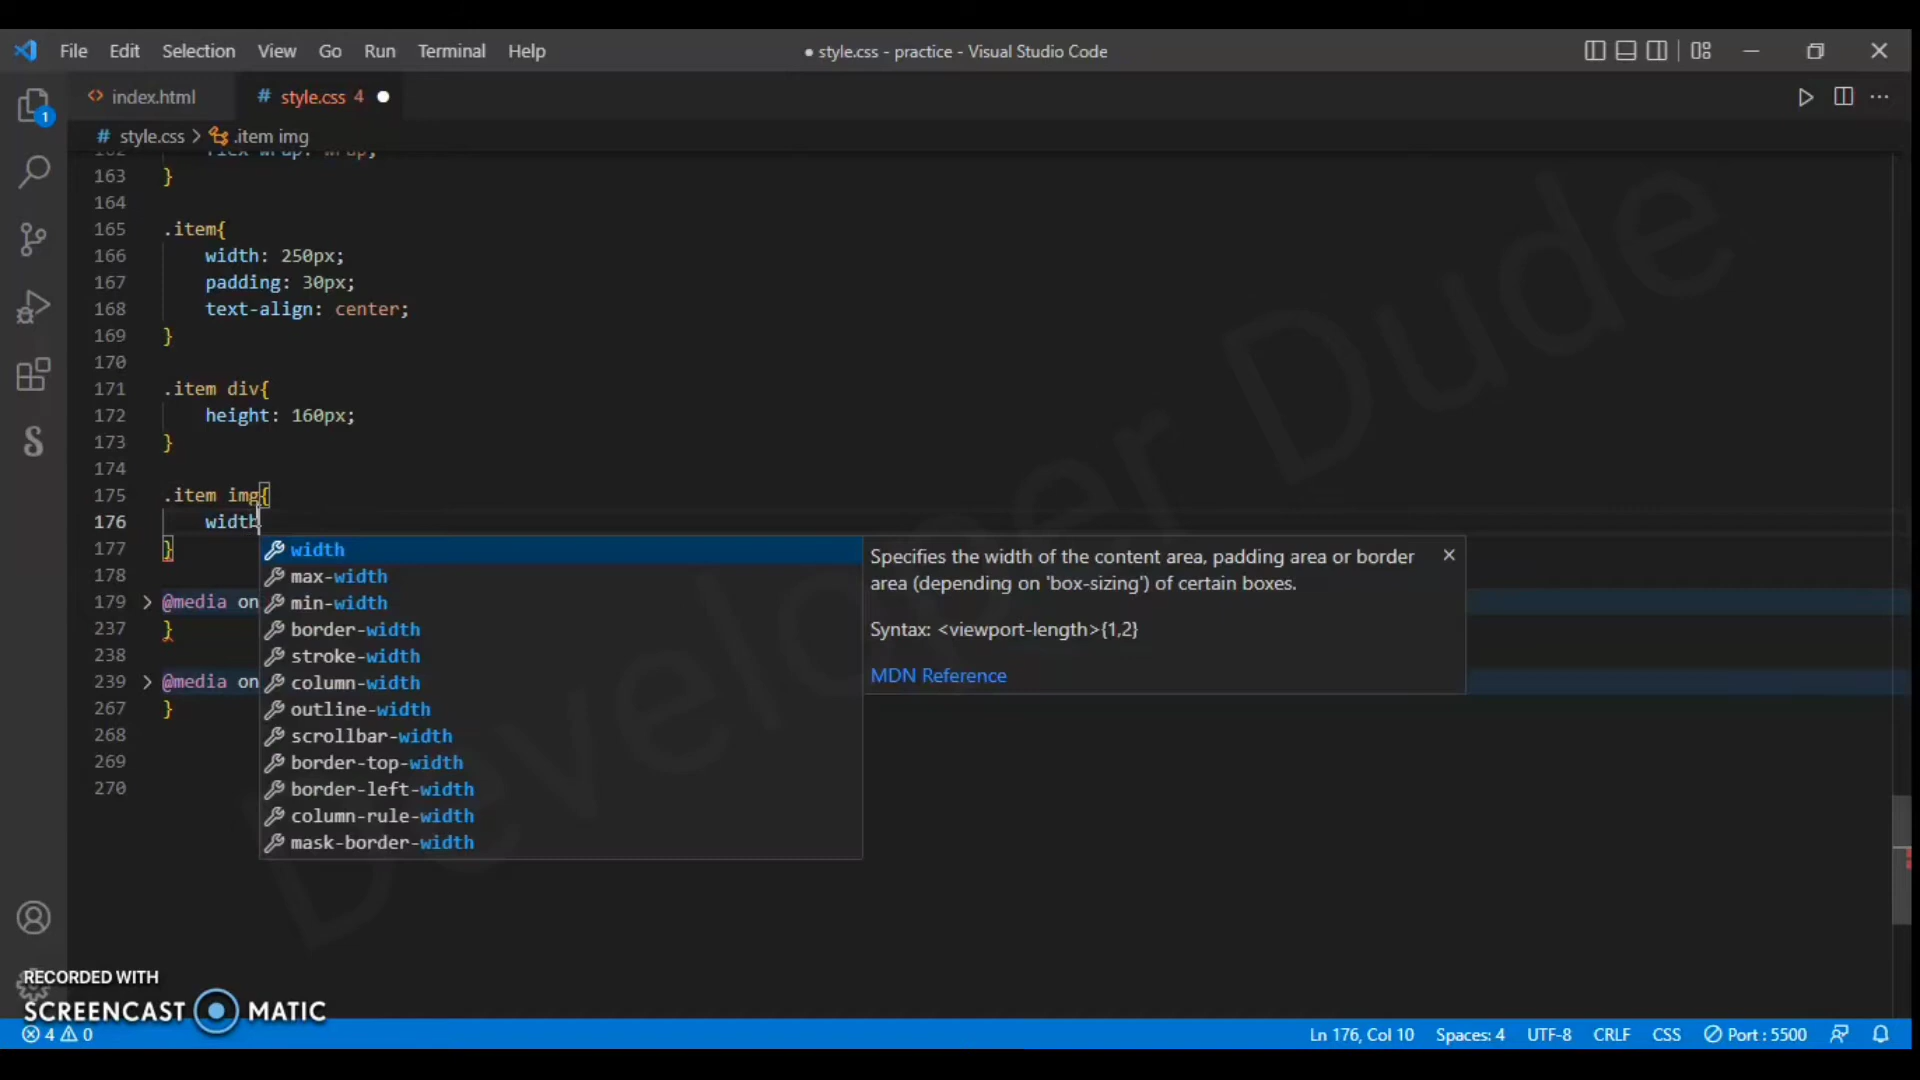 File Edit Selection View Go Run Terminal Help
● style.css - practice - Visual Studio Code
<> index.html
# style.css 4 ●
# style.css > .item img
162 flex-wrap: wrap;
163 }
164
165 .item{
166 width: 250px;
167 padding: 30px;
168 text-align: center;
169 }
170
171 .item div{
172 height: 160px;
173 }
174
175 .item img{
176 width
177 }
178
179 > @media on
237 }
238
239 > @media on
267 }
268
269
270
width
max-width
min-width
border-width
stroke-width
column-width
outline-width
scrollbar-width
border-top-width
border-left-width
column-rule-width
mask-border-width
Specifies the width of the content area, padding area or border
area (depending on 'box-sizing') of certain boxes.
Syntax: <viewport-length>{1,2}
MDN Reference
1
Developer Dude
RECORDED WITH
SCREENCAST MATIC
4 0
Ln 176, Col 10 Spaces: 4 UTF-8 CRLF CSS Port : 5500